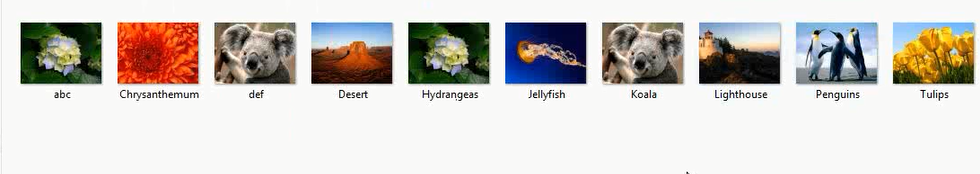 abc Chrysanthemum def Desert Hydrangeas Jellyfish Koala Lighthouse Penguins Tulips